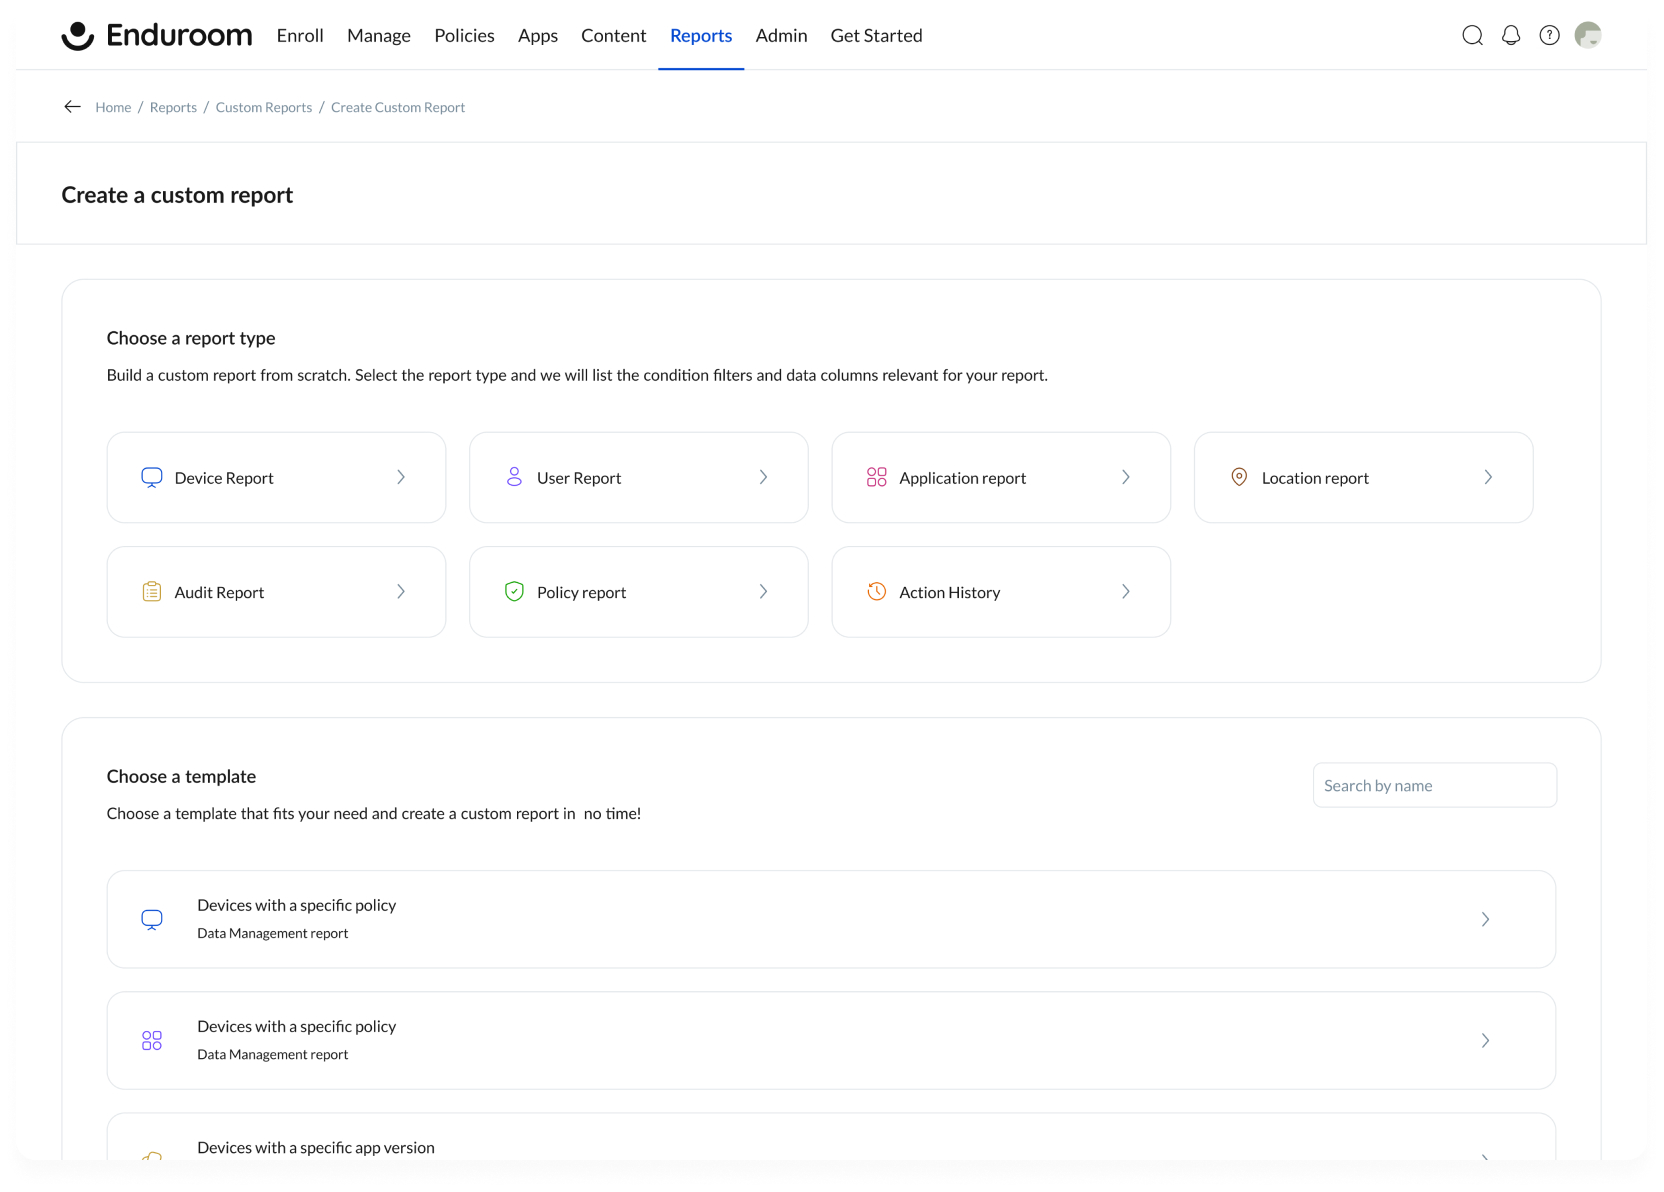 Enduroom
Enroll
Manage
Policies
Apps
Content
Reports
Admin
Get Started
Home / Reports / Custom Reports / Create Custom Report
Create a custom report
Choose a report type
Build a custom report from scratch. Select the report type and we will list the condition filters and data columns relevant for your report.
Device Report
User Report
Application report
Location report
Audit Report
Policy report
Action History
Choose a template
Search by name
Choose a template that fits your need and create a custom report in  no time!
Devices with a specific policy
Data Management report
Devices with a specific policy
Data Management report
Devices with a specific app version